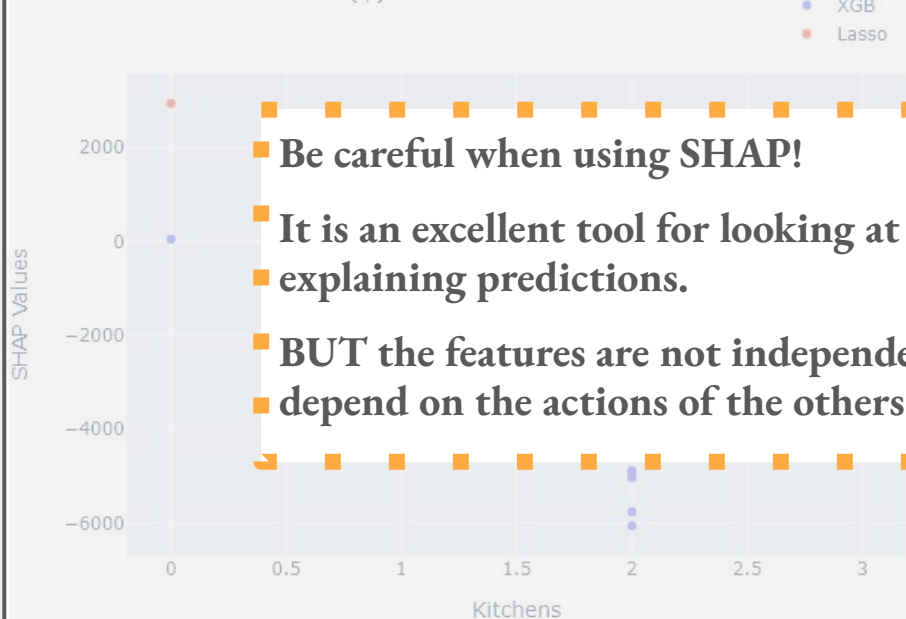 XGB
Lasso
2000
0
−2000
−4000
−6000
SHAP Values
Be careful when using SHAP!
It is an excellent tool for looking at
explaining predictions.
BUT the features are not
depend on the actions of the others
0 0.5 1 1.5 2 2.5 3
Kitchens